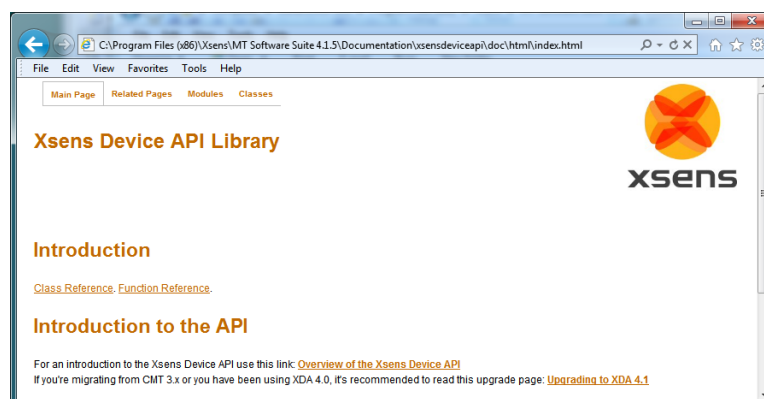 C:\Program Files (x86)\Xsens\MT Software Suite 4.1.5\Documentation\xsensdeviceapi\doc\html\index.html
File Edit View Favorites Tools Help
Main Page Related Pages Modules Classes
Xsens Device API Library
xsens
Introduction
Class Reference. Function Reference.
Introduction to the API
For an introduction to the Xsens Device API use this link: Overview of the Xsens Device API
If you're migrating from CMT 3.x or you have been using XDA 4.0, it's recommended to read this upgrade page: Upgrading to XDA 4.1